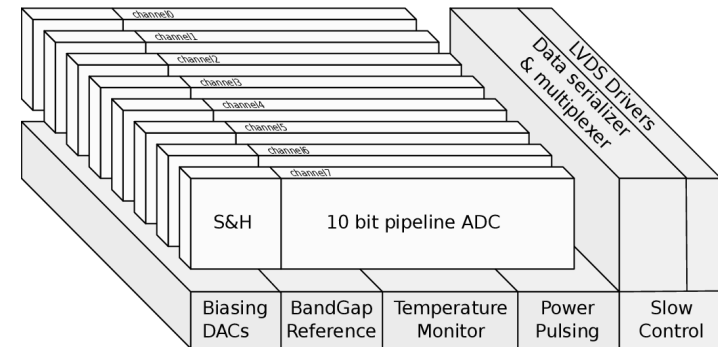 channel0
channel1
channel2
channel3
channel4
channel5
channel6
channel7
LVDS Drivers
Data serializer
& multiplexer
S&H
10 bit pipeline ADC
Biasing
DACs
BandGap
Reference
Temperature
Monitor
Power
Pulsing
Slow
Control